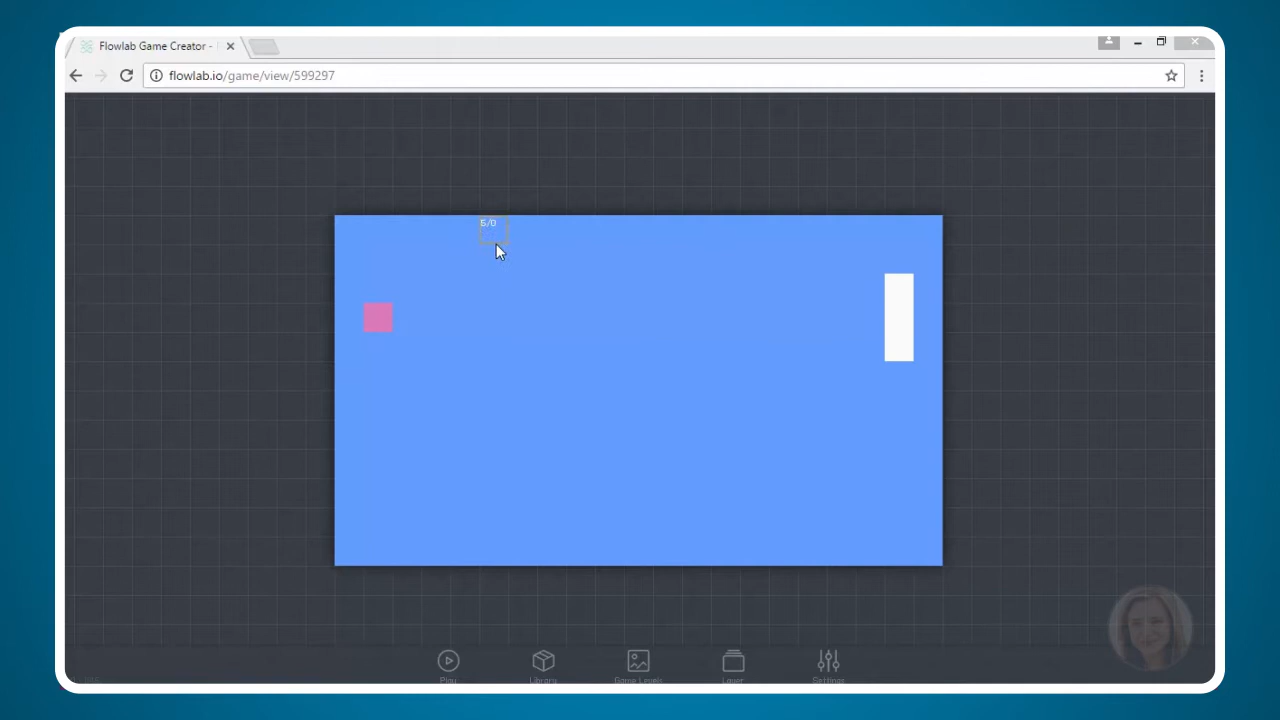 Flowlab Game Creator -
flowlab.io/game/view/599297
5/0
Play
Library
Game Levels
Layer
Settings